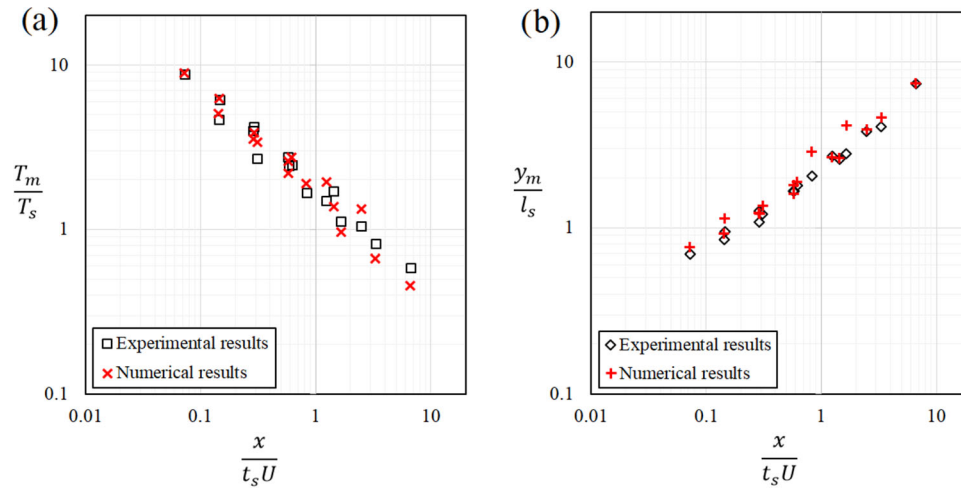 (a)
10
T_m
T_s
1
0.1
Experimental results
Numerical results
0.01
0.1
1
10
x
t_sU
(b)
10
y_m
l_s
1
0.1
Experimental results
Numerical results
0.01
0.1
1
10
x
t_sU